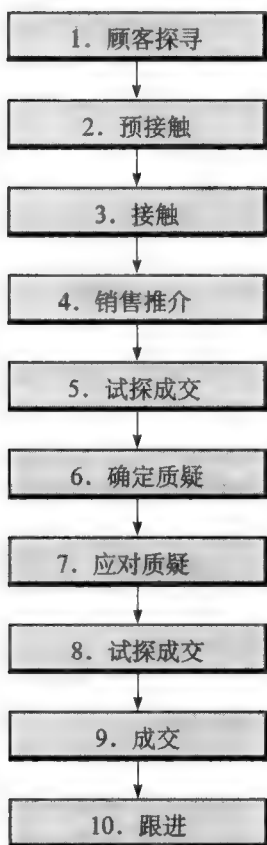 1. 顾客探寻
2. 预接触
3. 接触
4. 销售推介
5. 试探成交
6. 确定质疑
7. 应对质疑
8. 试探成交
9. 成交
10. 跟进